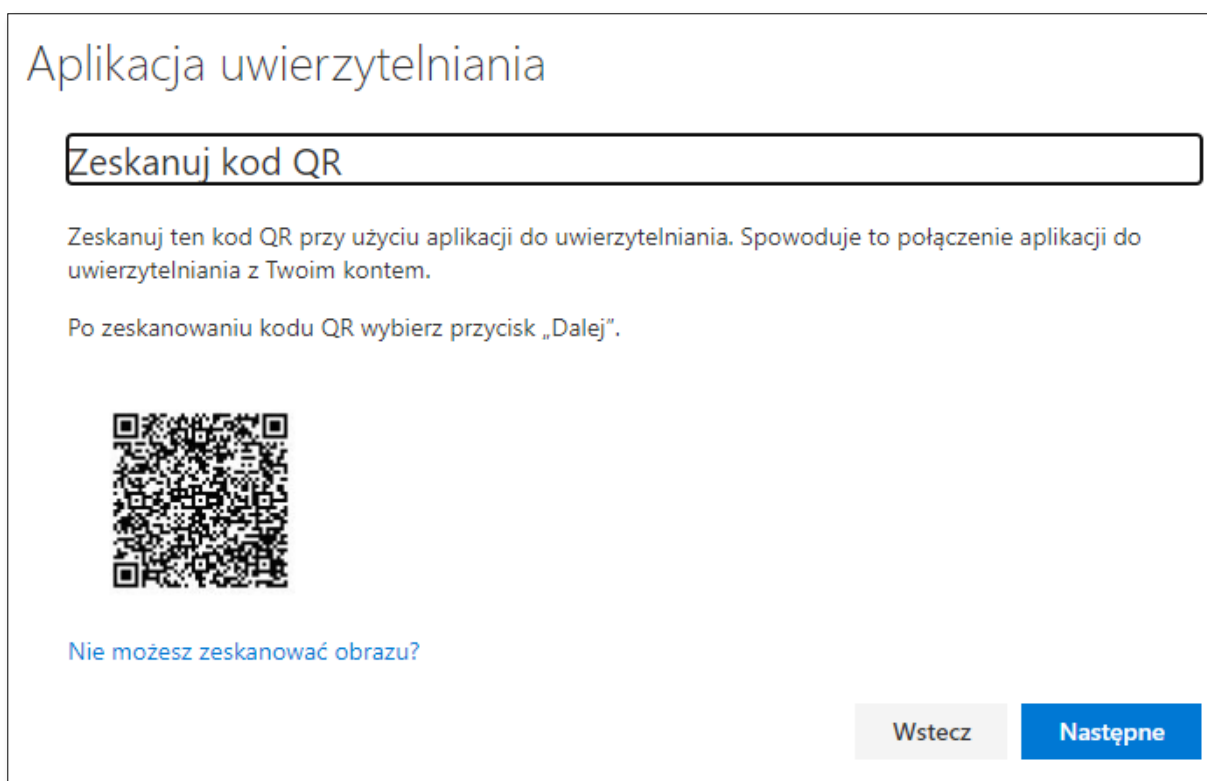 Aplikacja uwierzytelniania
Zeskanuj kod QR
Zeskanuj ten kod QR przy użyciu aplikacji do uwierzytelniania. Spowoduje to połączenie aplikacji do
uwierzytelniania z Twoim kontem.
Po zeskanowaniu kodu QR wybierz przycisk „Dalej”.
Nie możesz zeskanować obrazu?
Wstecz
Następne